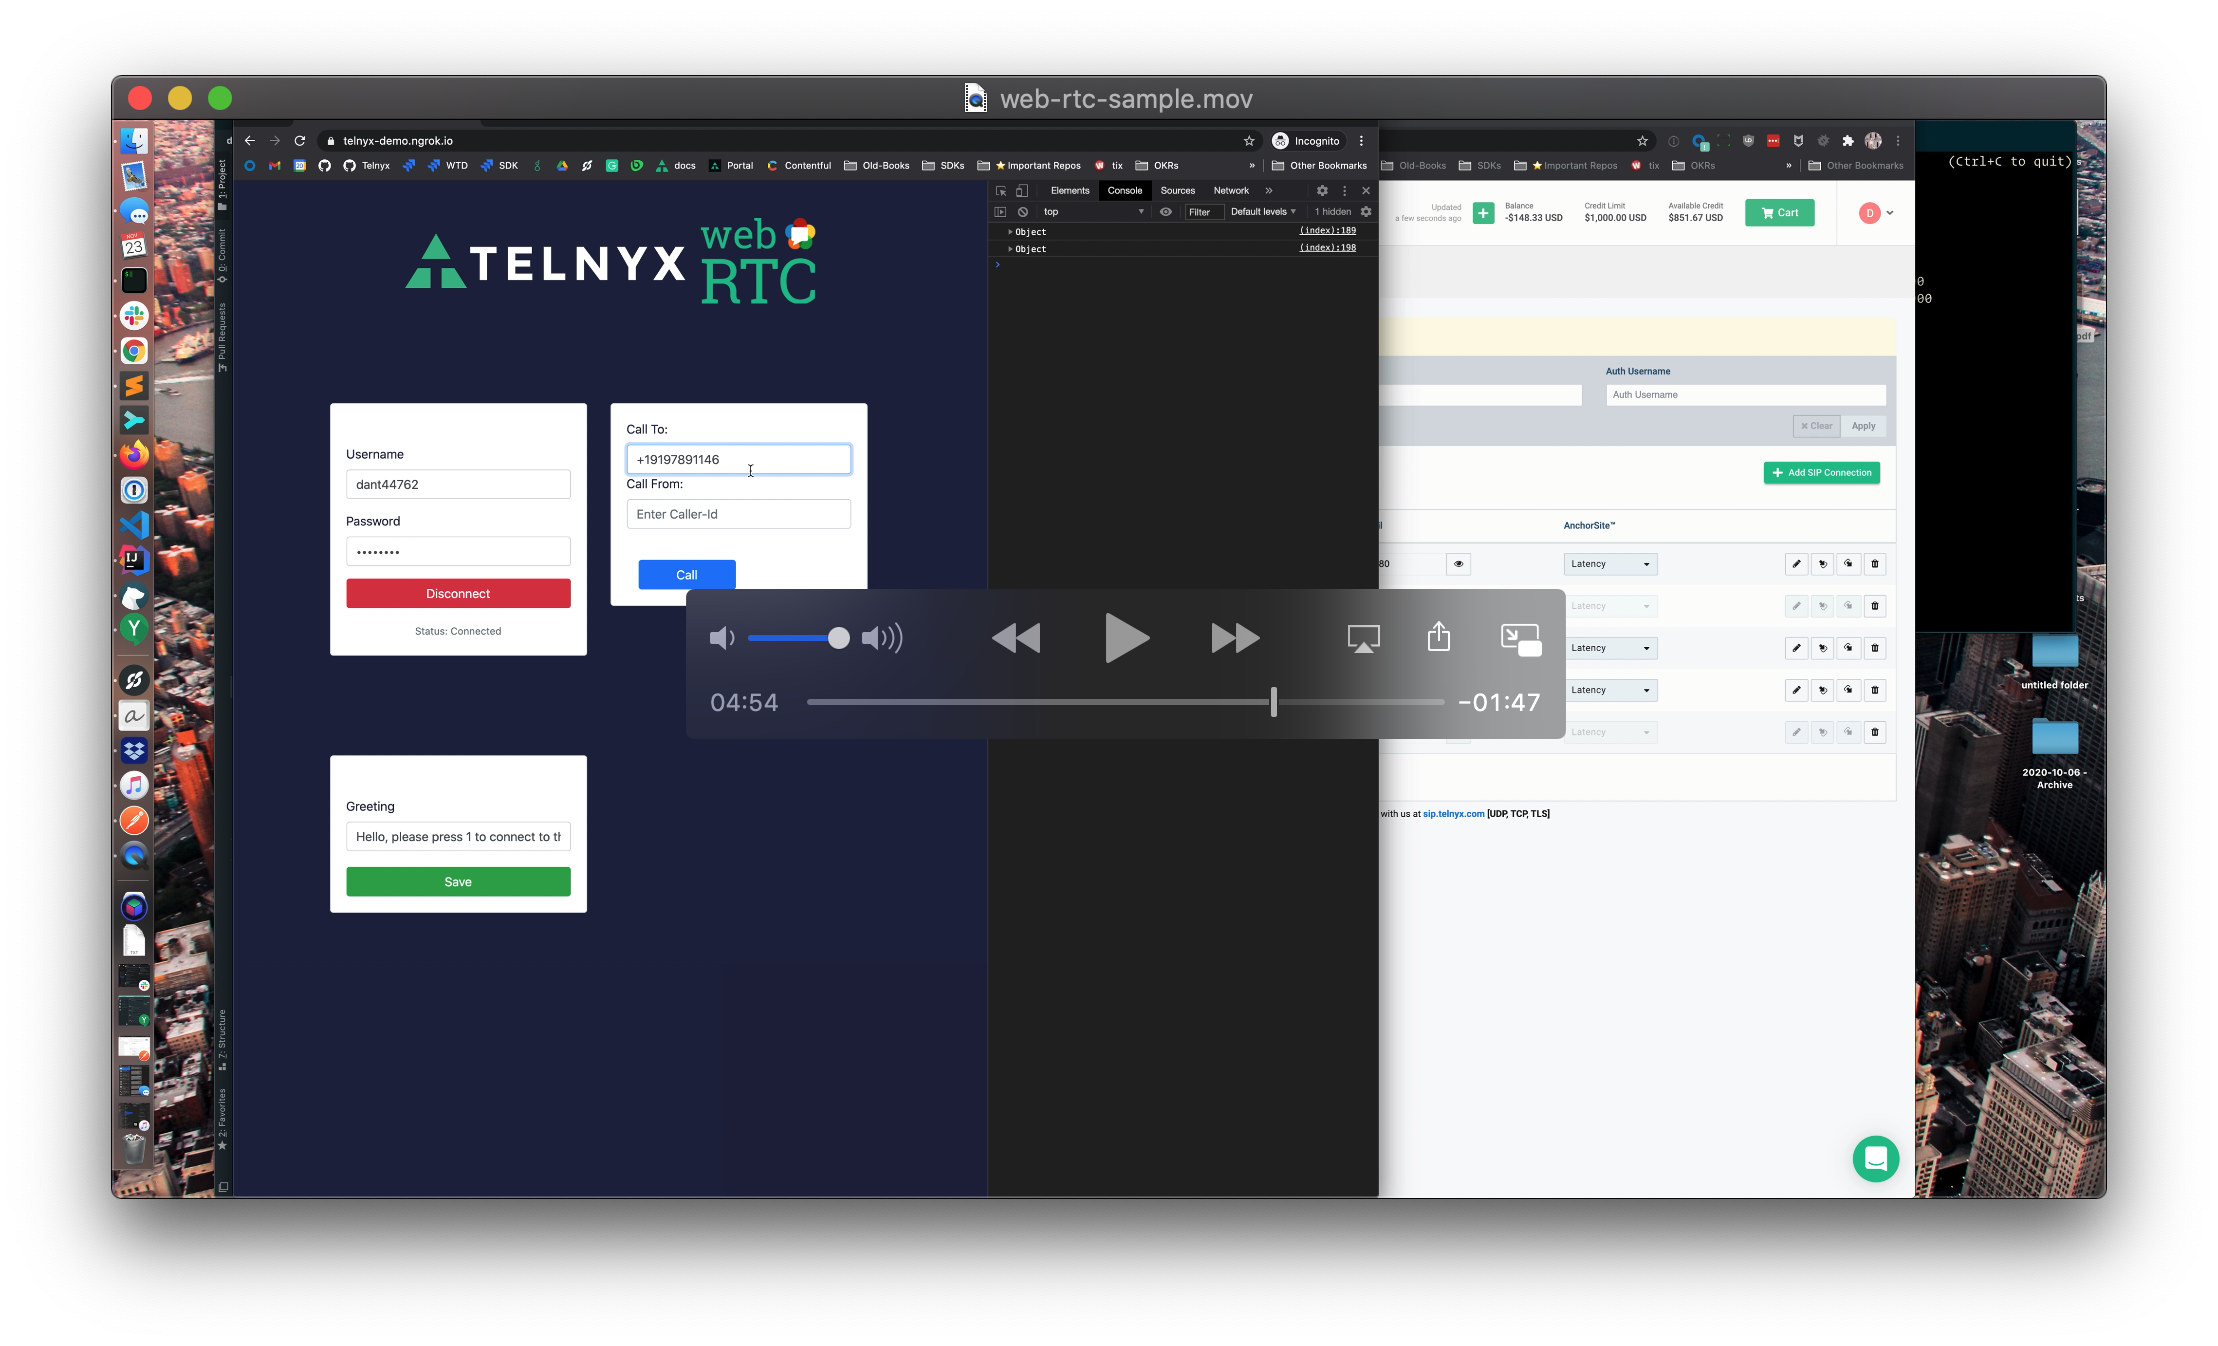 web-rtc-sample.mov
telnyx-demo.ngrok.io
Incognito
(Ctrl+C to quit)
Telnyx WTD SDK docs Portal Contentful Old-Books SDKs Important Repos tix OKRs » Other Bookmarks
Old-Books SDKs Important Repos tix OKRs » Other Bookmarks
1: Project
0: Commit
Pull Requests
Z: Structure
2: Favorites
NOV
23
TELNYX
web
RTC
Elements Console Sources Network »
top Filter Default levels 1 hidden
Object (index):189
Object (index):198
Updated
a few seconds ago
Balance
-$148.33 USD
Credit Limit
$1,000.00 USD
Available Credit
$851.67 USD
Cart
D
0
00
Username
dant44762
Password
••••••••
Disconnect
Status: Connected
Call To:
+19197891146
Call From:
Enter Caller-Id
Call
Greeting
Hello, please press 1 to connect to th
Save
04:54
-01:47
Auth Username
Auth Username
Clear Apply
Add SIP Connection
AnchorSite™
80
Latency
Latency
Latency
Latency
Latency
with us at sip.telnyx.com [UDP, TCP, TLS]
untitled folder
2020-10-06 -
Archive